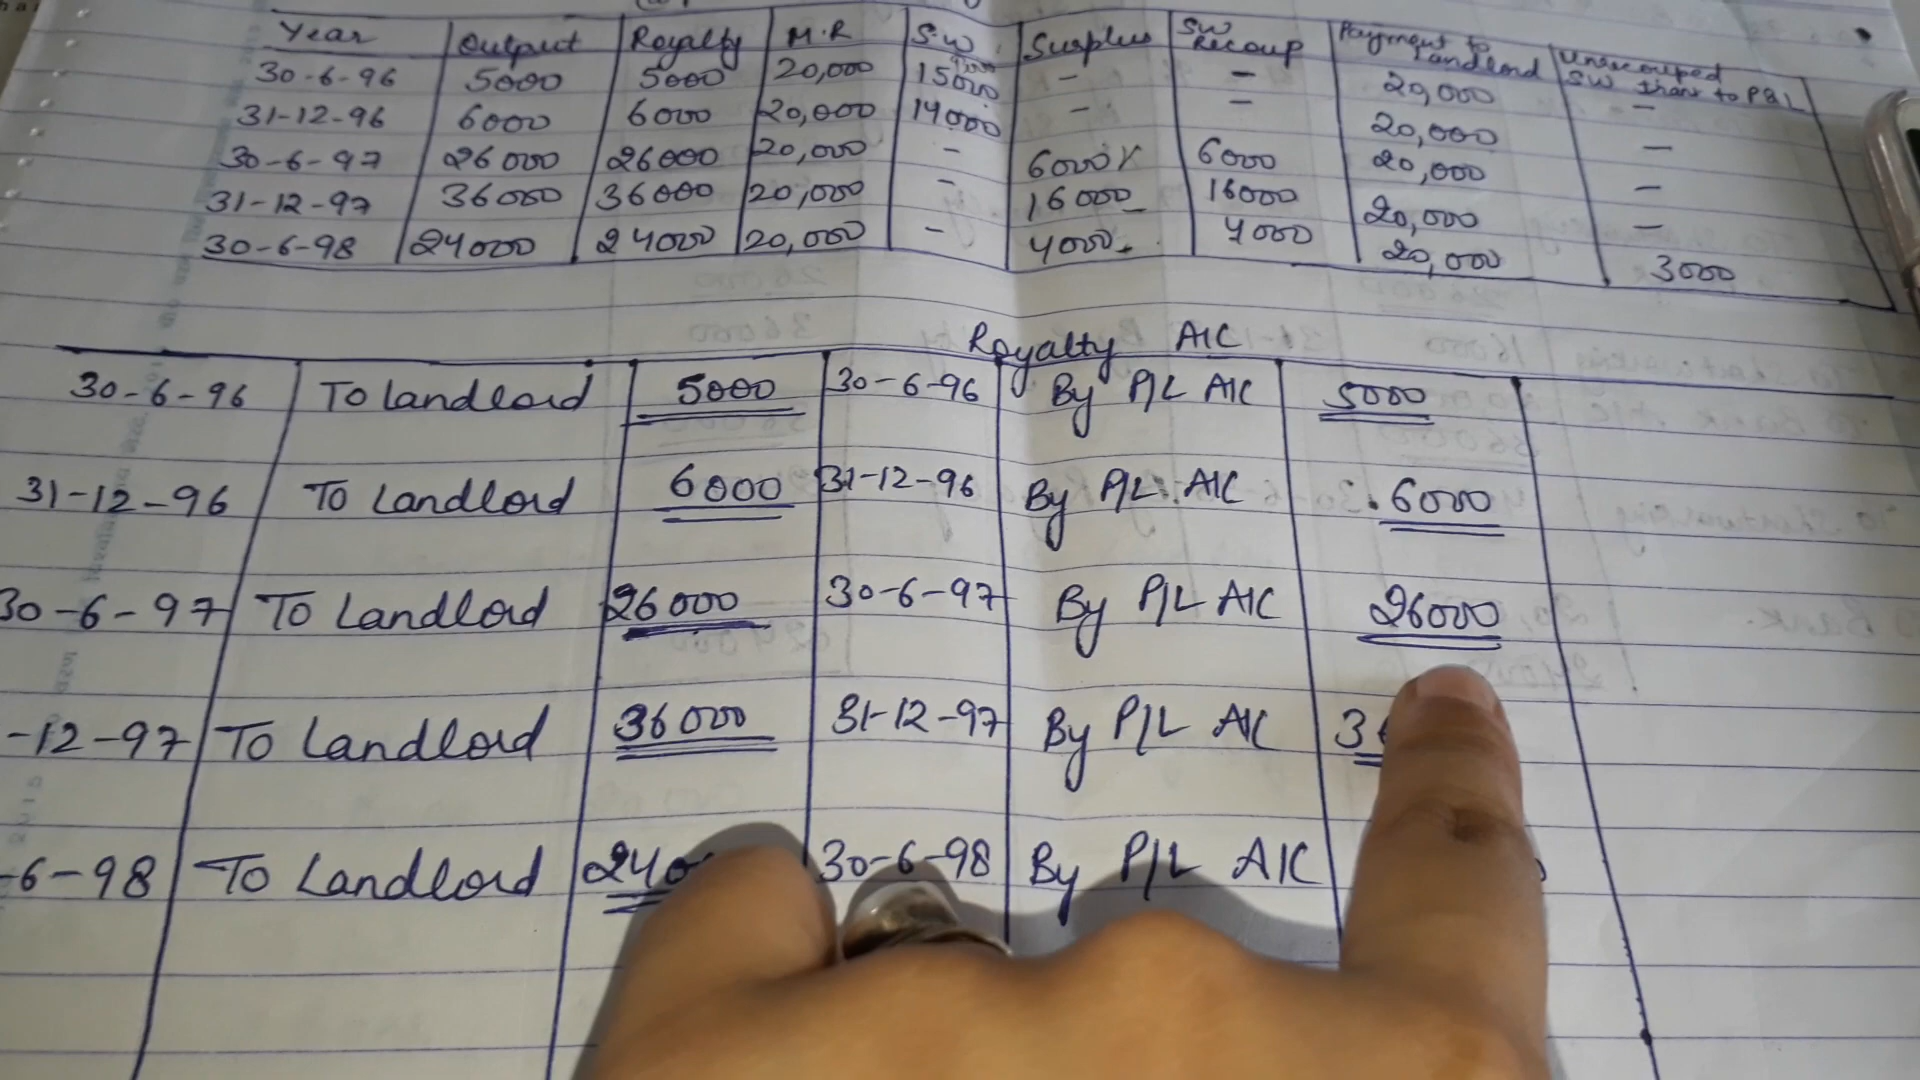 Year Output Royalty M.R S.W. Surplus SW Recoup Payment to Landlord Unrecouped SW to P&L
30-6-96 5000 5000 20,000 15000 - - 20,000 -
31-12-96 6000 6000 20,000 14000 - - 20,000 -
30-6-97 26000 26000 20,000 - 6000 6000 20,000 -
31-12-97 36000 36000 20,000 - 16000 16000 20,000 -
30-6-98 24000 24000 20,000 - 4000 4000 20,000 3000
Royalty A/C
30-6-96 To Landlord 5000 30-6-96 By P/L A/C 5000
31-12-96 To Landlord 6000 31-12-96 By P/L A/C 6000
30-6-97 To Landlord 26000 30-6-97 By P/L A/C 26000
-12-97 To Landlord 36000 31-12-97 By P/L A/C
-6-98 To Landlord 30-6-98 By P/L A/C